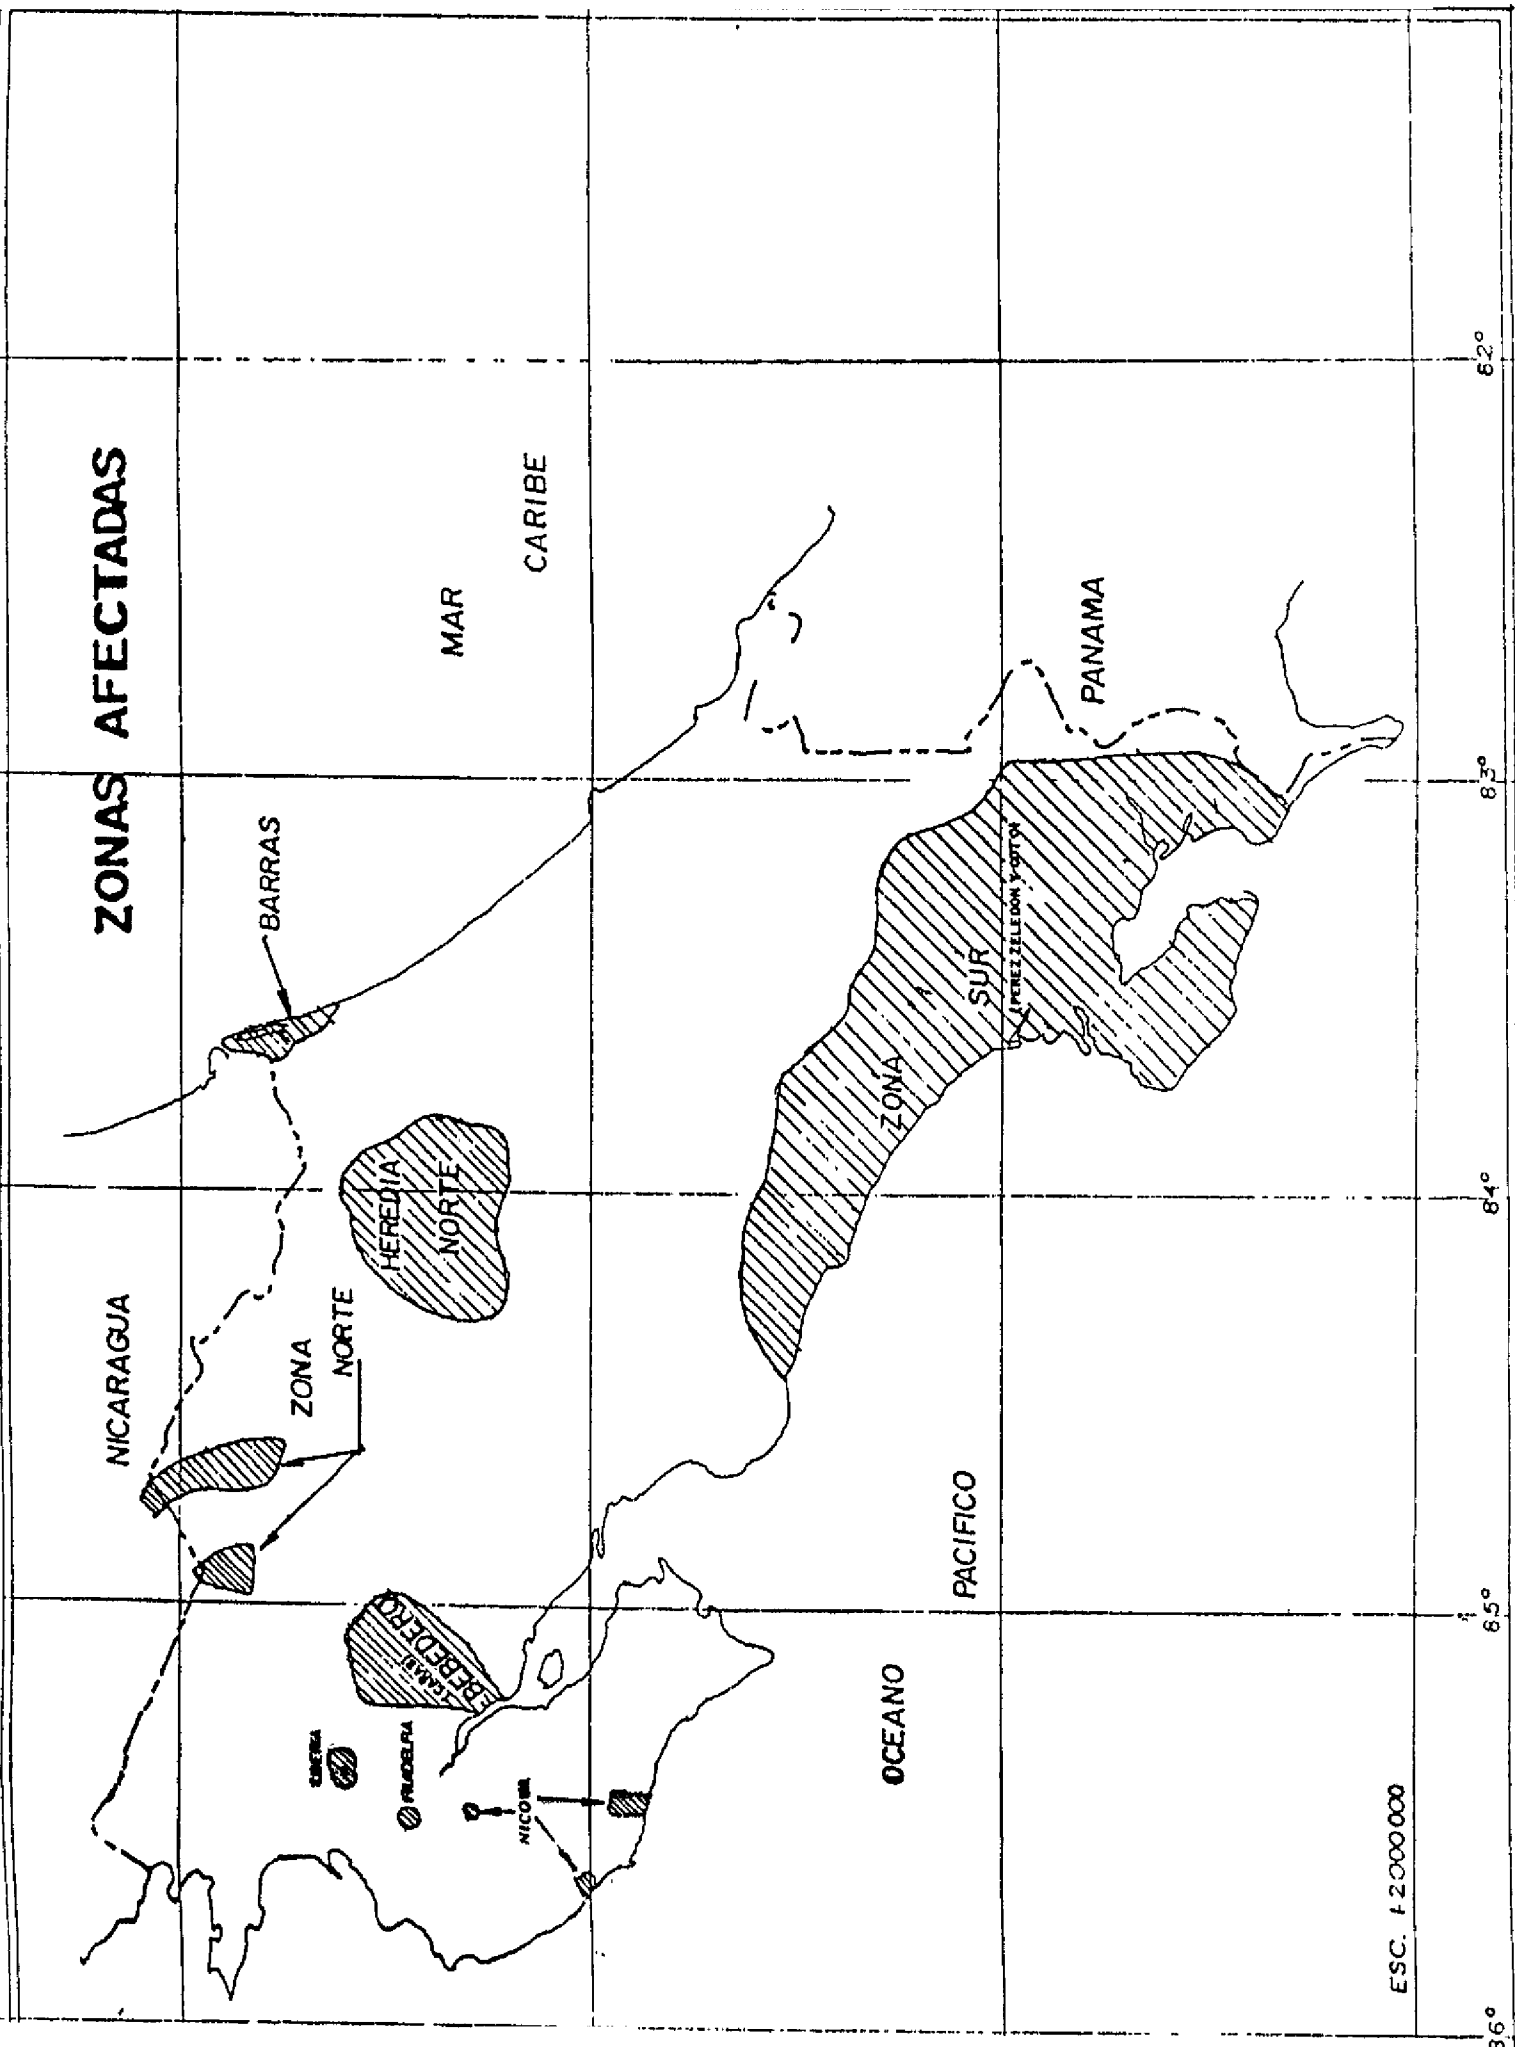 ZONAS AFECTADAS
NICARAGUA
BARRAS
ZONA
NORTE
HEREDIA
NORTE
MAR
CARIBE
FILADELFIA
BEBEDERO
ZONA
SUR
PANAMA
OCEANO
PACIFICO
ESC. 1:2000000
86°
85°
84°
83°
82°